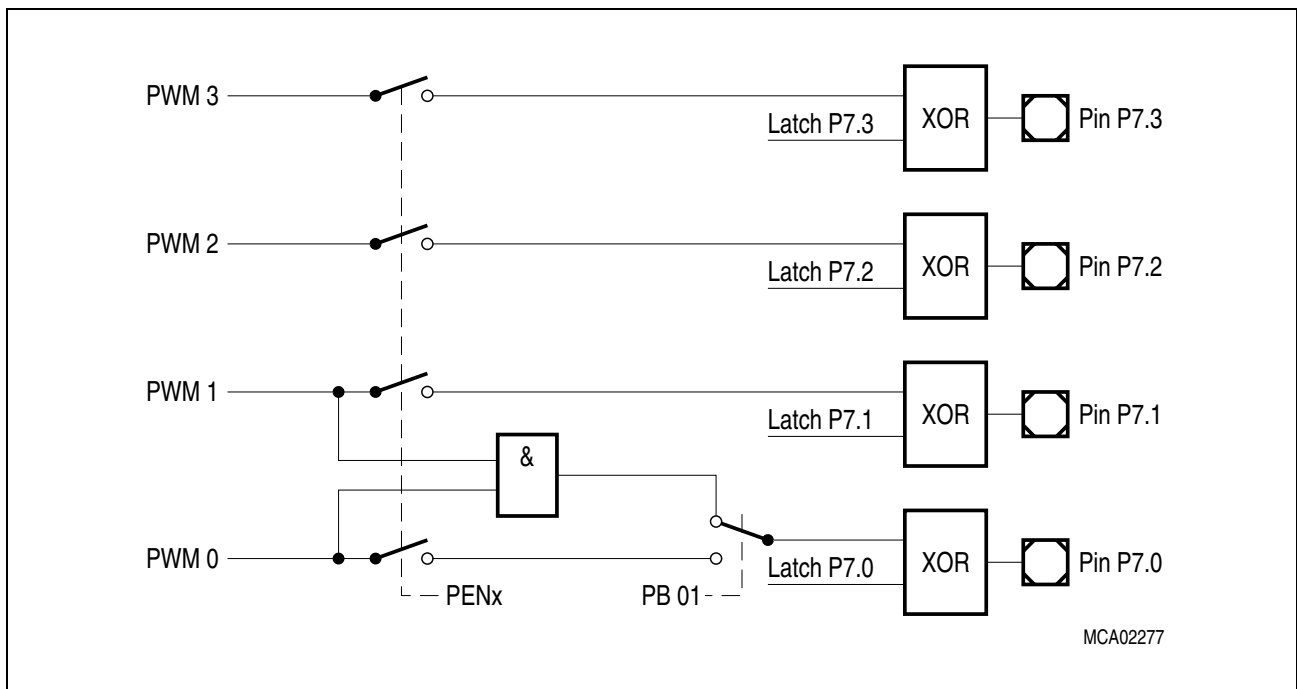 PWM 3
Latch P7.3
XOR
Pin P7.3
PWM 2
Latch P7.2
XOR
Pin P7.2
PWM 1
Latch P7.1
XOR
Pin P7.1
&
PWM 0
Latch P7.0
XOR
Pin P7.0
PENx
PB 01
MCA02277